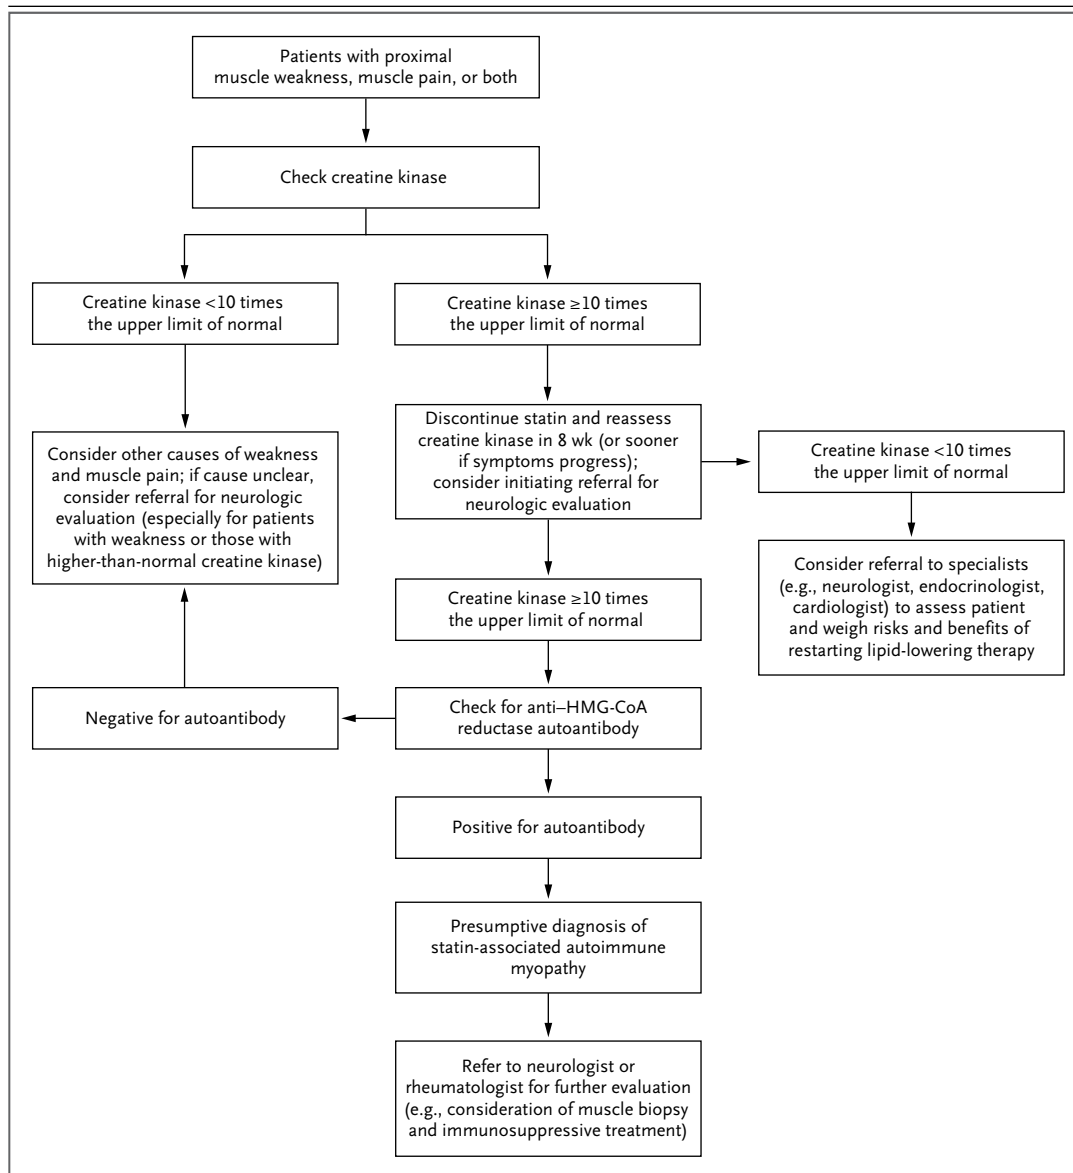 Patients with proximal
muscle weakness, muscle pain, or both
Check creatine kinase
Creatine kinase <10 times
the upper limit of normal
Creatine kinase ≥10 times
the upper limit of normal
Consider other causes of weakness
and muscle pain; if cause unclear,
consider referral for neurologic
evaluation (especially for patients
with weakness or those with
higher-than-normal creatine kinase)
Discontinue statin and reassess
creatine kinase in 8 wk (or sooner
if symptoms progress);
consider initiating referral for
neurologic evaluation
Creatine kinase <10 times
the upper limit of normal
Consider referral to specialists
(e.g., neurologist, endocrinologist,
cardiologist) to assess patient
and weigh risks and benefits of
restarting lipid-lowering therapy
Creatine kinase ≥10 times
the upper limit of normal
Negative for autoantibody
Check for anti–HMG-CoA
reductase autoantibody
Positive for autoantibody
Presumptive diagnosis of
statin-associated autoimmune
myopathy
Refer to neurologist or
rheumatologist for further evaluation
(e.g., consideration of muscle biopsy
and immunosuppressive treatment)